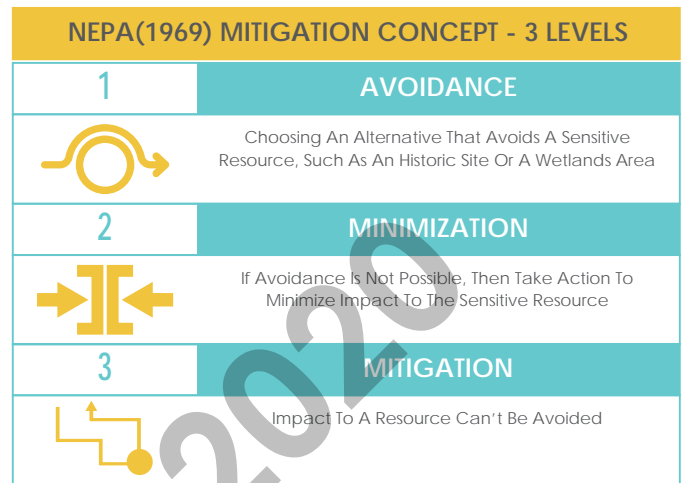 NEPA(1969) MITIGATION CONCEPT - 3 LEVELS
1
AVOIDANCE
Choosing An Alternative That Avoids A Sensitive
Resource, Such As An Historic Site Or A Wetlands Area
2
MINIMIZATION
If Avoidance Is Not Possible, Then Take Action To
Minimize Impact To The Sensitive Resource
3
MITIGATION
Impact To A Resource Can't Be Avoided
2020